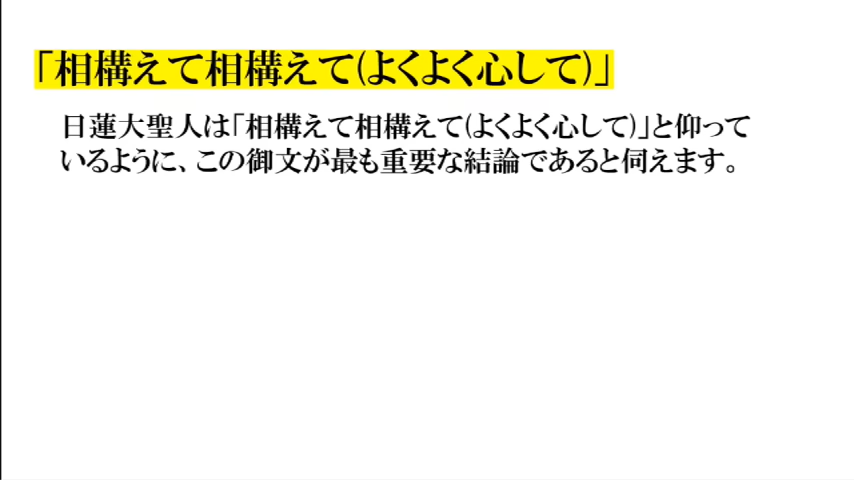 「相構えて相構えて(よくよく心して)」
日蓮大聖人は「相構えて相構えて(よくよく心して)」と仰って
いるように、この御文が最も重要な結論であると伺えます。